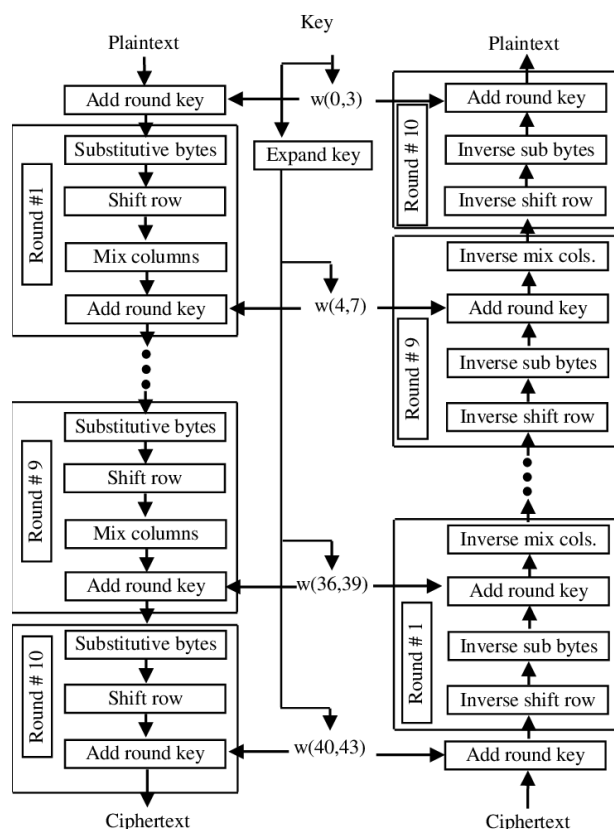 Key
Plaintext
Add round key
Round #1
Substitutive bytes
Shift row
Mix columns
Add round key
Round # 9
Substitutive bytes
Shift row
Mix columns
Add round key
Round # 10
Substitutive bytes
Shift row
Add round key
Ciphertext
w(0,3)
Expand key
w(4,7)
w(36,39)
w(40,43)
Plaintext
Round # 10
Add round key
Inverse sub bytes
Inverse shift row
Round # 9
Inverse mix cols.
Add round key
Inverse sub bytes
Inverse shift row
Round # 1
Inverse mix cols.
Add round key
Inverse sub bytes
Inverse shift row
Add round key
Ciphertext